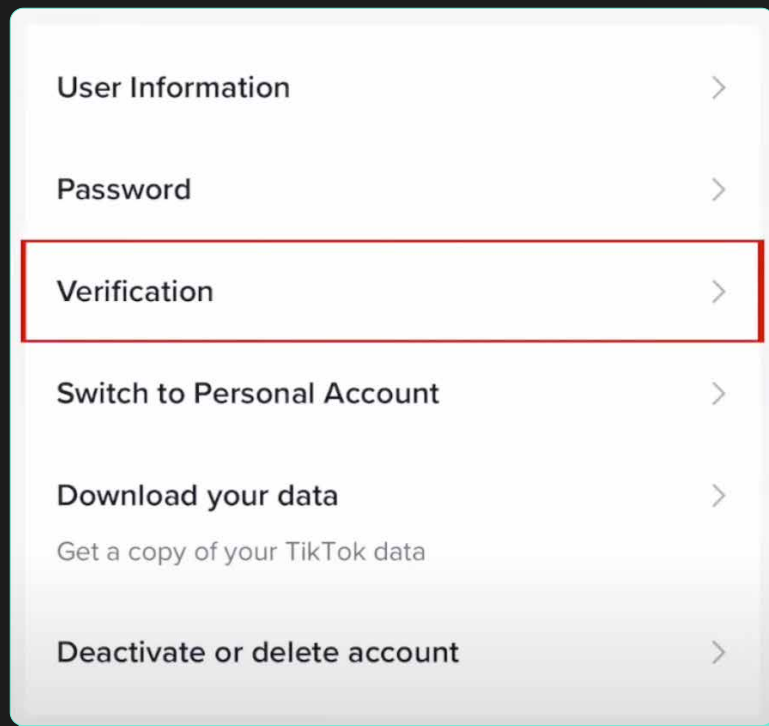 User Information
Password
Verification
Switch to Personal Account
Download your data
Get a copy of your TikTok data
Deactivate or delete account